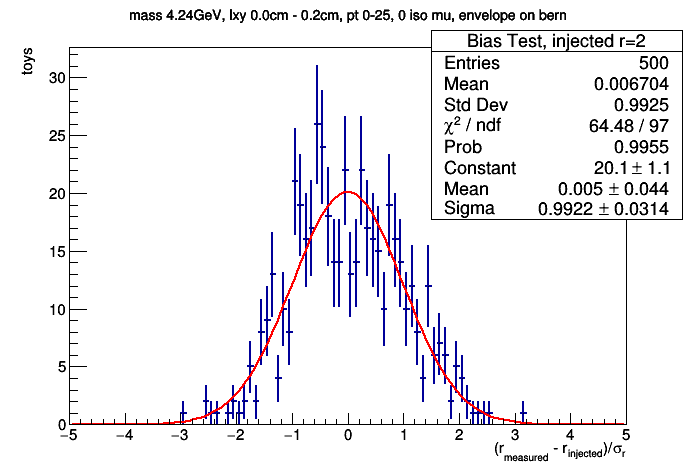 mass 4.24GeV, lxy 0.0cm - 0.2cm, pt 0-25, 0 iso mu, envelope on bern
Bias Test, injected r=2
Entries 500
Mean 0.006704
Std Dev 0.9925
χ² / ndf 64.48 / 97
Prob 0.9955
Constant 20.1 ± 1.1
Mean 0.005 ± 0.044
Sigma 0.9922 ± 0.0314
toys
30
25
20
15
10
5
0
−5 −4 −3 −2 −1 0 1 2 3 4 5
(r_measured - r_injected)/σ_r